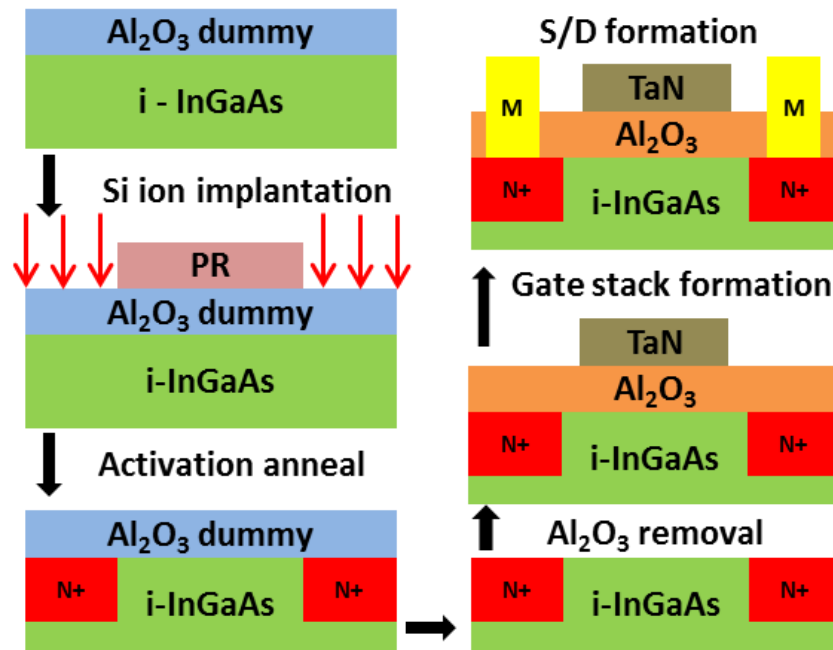 Al₂O₃ dummy
i - InGaAs
Si ion implantation
PR
Al₂O₃ dummy
i-InGaAs
Activation anneal
Al₂O₃ dummy
N+
i-InGaAs
N+
Al₂O₃ removal
N+
i-InGaAs
N+
Gate stack formation
TaN
Al₂O₃
N+
i-InGaAs
N+
S/D formation
M
TaN
M
Al₂O₃
N+
i-InGaAs
N+